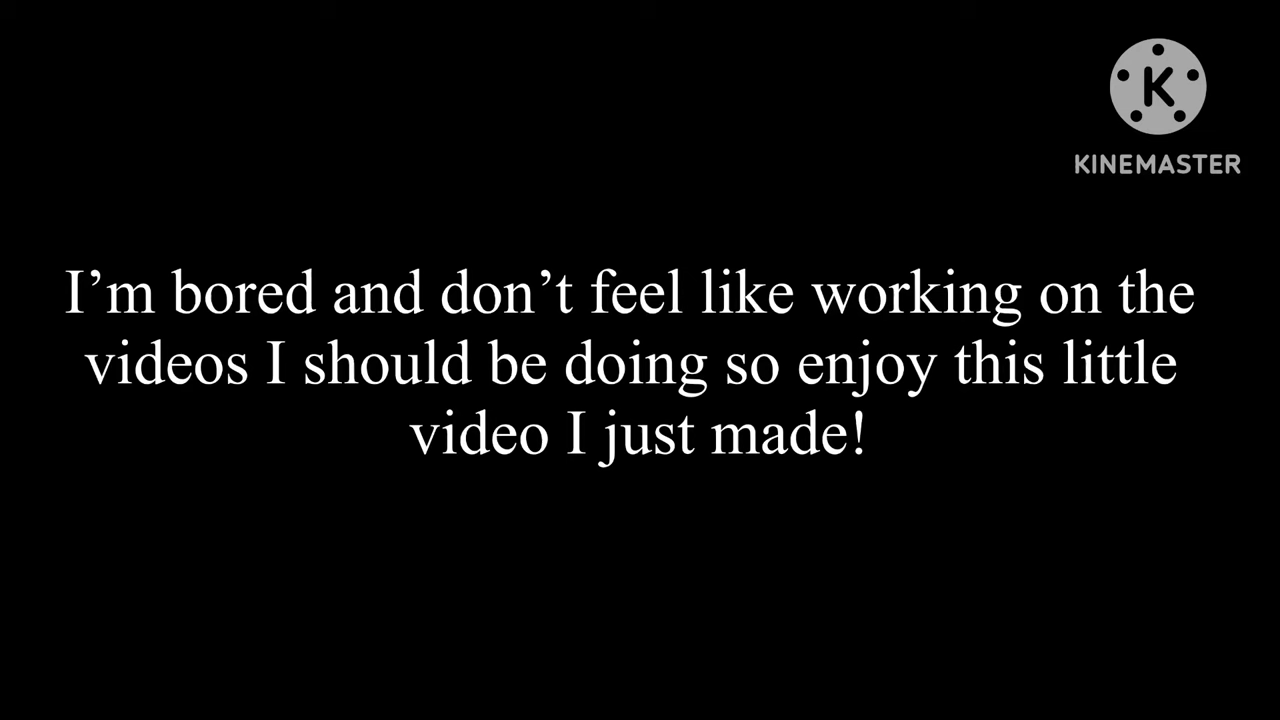 K
KINEMASTER
I’m bored and don’t feel like working on the
videos I should be doing so enjoy this little
video I just made!